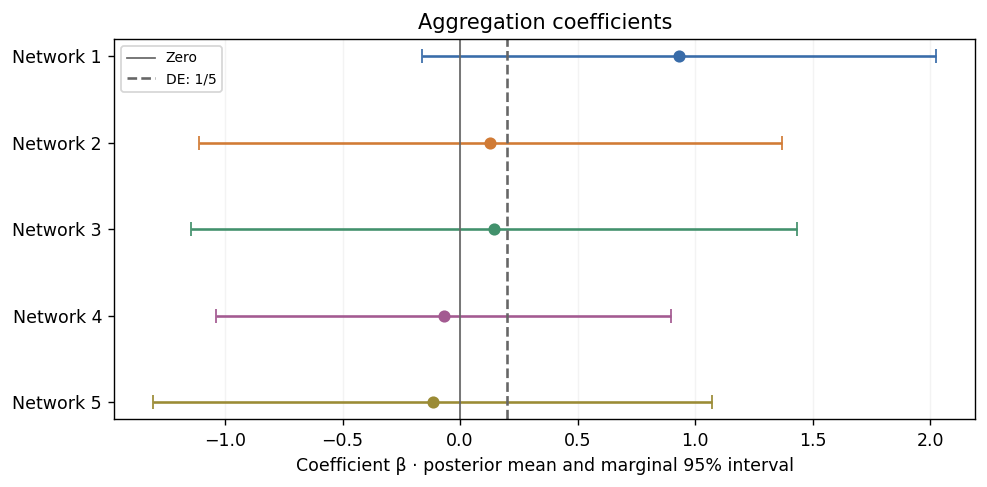 Aggregation coefficients
Zero
DE: 1/5
Network 1
Network 2
Network 3
Network 4
Network 5
−1.0 −0.5 0.0 0.5 1.0 1.5 2.0
Coefficient β · posterior mean and marginal 95% interval